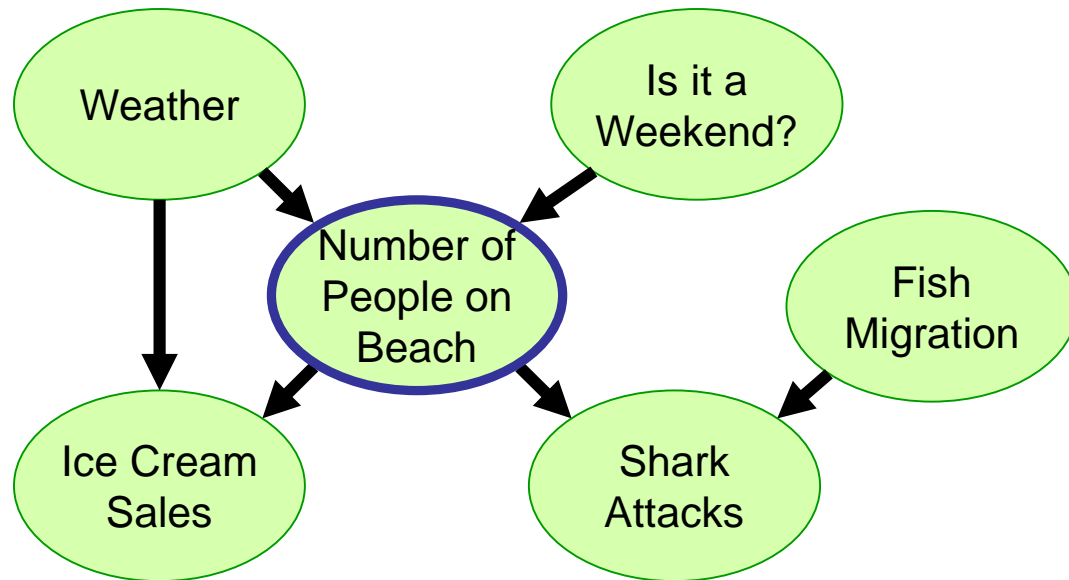 Weather
Is it a
Weekend?
Number of
People on
Beach
Fish
Migration
Ice Cream
Sales
Shark
Attacks